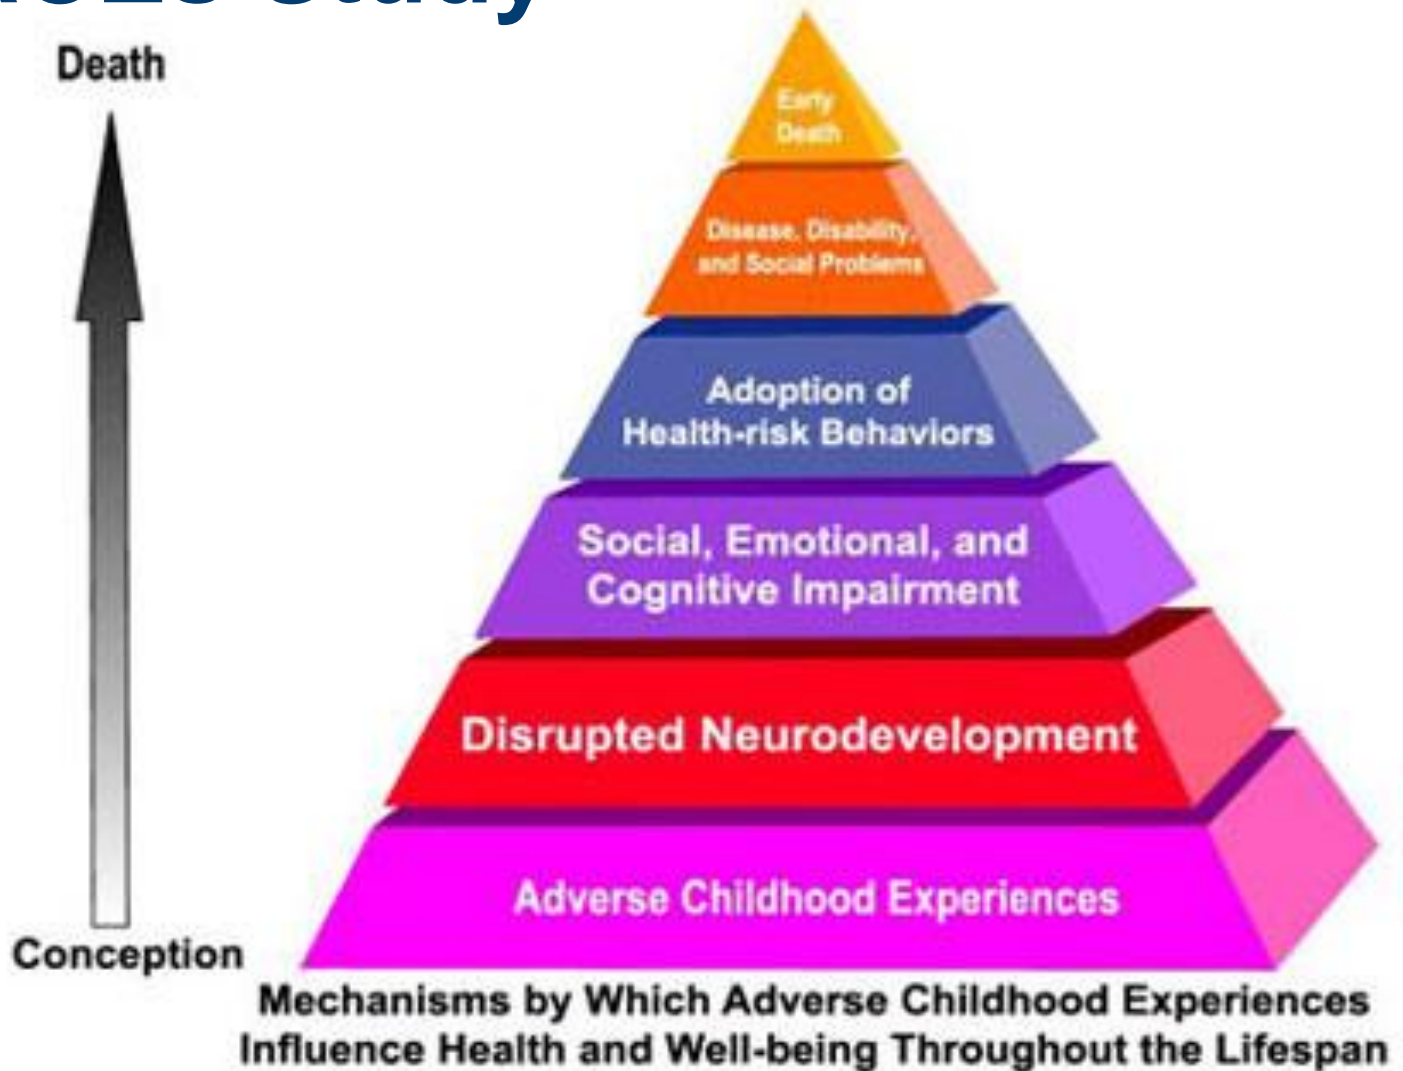 Study
Death
Early
Death
Disease, Disability,
and Social Problems
Adoption of
Health-risk Behaviors
Social, Emotional, and
Cognitive Impairment
Disrupted Neurodevelopment
Adverse Childhood Experiences
Conception
Mechanisms by Which Adverse Childhood Experiences
Influence Health and Well-being Throughout the Lifespan